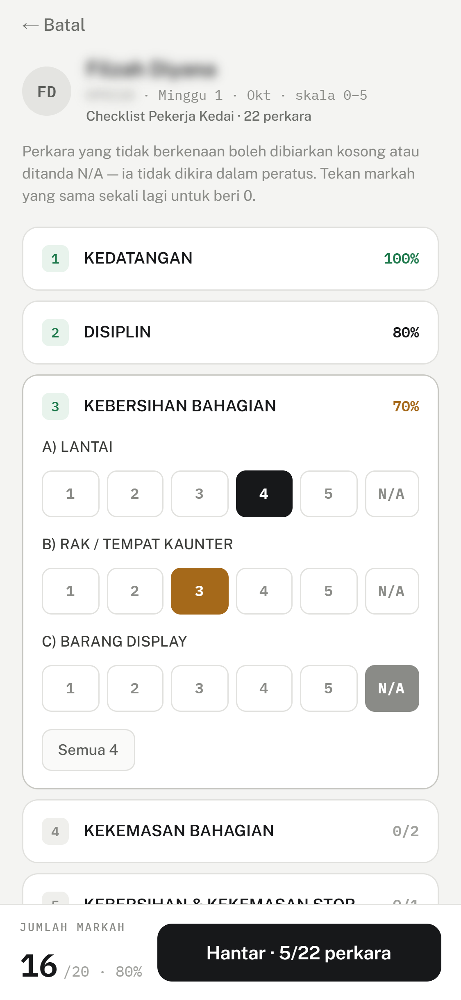 ← Batal
FD
· Minggu 1 · Okt · skala 0–5
Checklist Pekerja Kedai · 22 perkara
Perkara yang tidak berkenaan boleh dibiarkan kosong atau
ditanda N/A — ia tidak dikira dalam peratus. Tekan markah
yang sama sekali lagi untuk beri 0.
1 KEDATANGAN 100%
2 DISIPLIN 80%
3 KEBERSIHAN BAHAGIAN 70%
A) LANTAI
1 2 3 4 5 N/A
B) RAK / TEMPAT KAUNTER
1 2 3 4 5 N/A
C) BARANG DISPLAY
1 2 3 4 5 N/A
Semua 4
4 KEKEMASAN BAHAGIAN 0/2
5 KEBERSIHAN & KEKEMASAN STOR 0/1
JUMLAH MARKAH
16 /20 · 80%
Hantar · 5/22 perkara